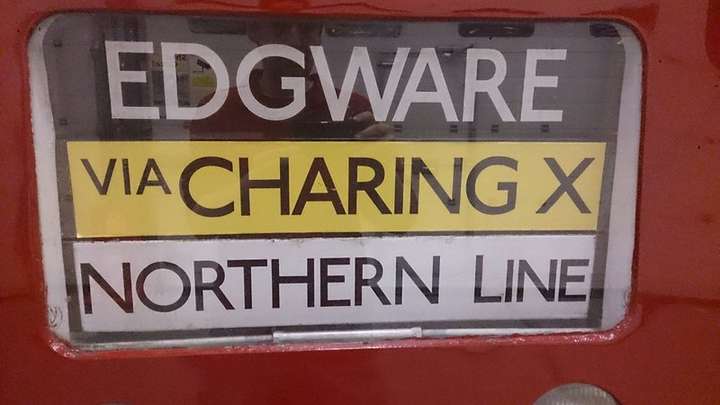 EDGWARE
VIA CHARING X
NORTHERN LINE